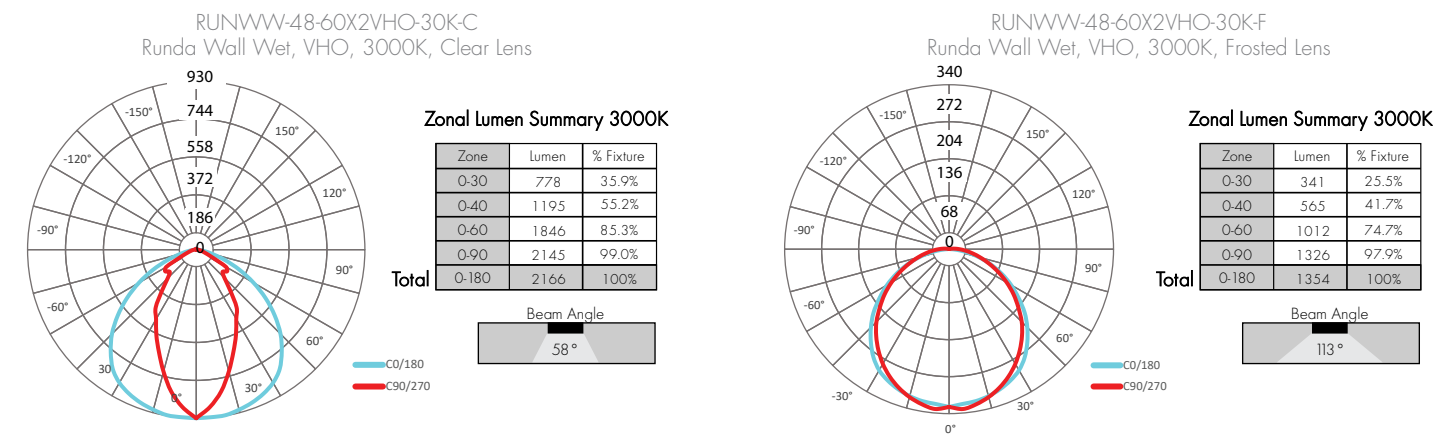 RUNWW-48-60X2VHO-30K-C
Runda Wall Wet, VHO, 3000K, Clear Lens
930
744
558
372
186
0
-150°
150°
-120°
120°
-90°
90°
-60°
60°
30
30°
0°
C0/180
C90/270
Zonal Lumen Summary 3000K
Zone Lumen % Fixture
0-30 778 35.9%
0-40 1195 55.2%
0-60 1846 85.3%
0-90 2145 99.0%
Total 0-180 2166 100%
Beam Angle
58 °
RUNWW-48-60X2VHO-30K-F
Runda Wall Wet, VHO, 3000K, Frosted Lens
340
272
204
136
68
0
-150°
150°
-120°
120°
-90°
90°
-60°
60°
-30°
30°
0°
C0/180
C90/270
Zonal Lumen Summary 3000K
Zone Lumen % Fixture
0-30 341 25.5%
0-40 565 41.7%
0-60 1012 74.7%
0-90 1326 97.9%
Total 0-180 1354 100%
Beam Angle
113 °